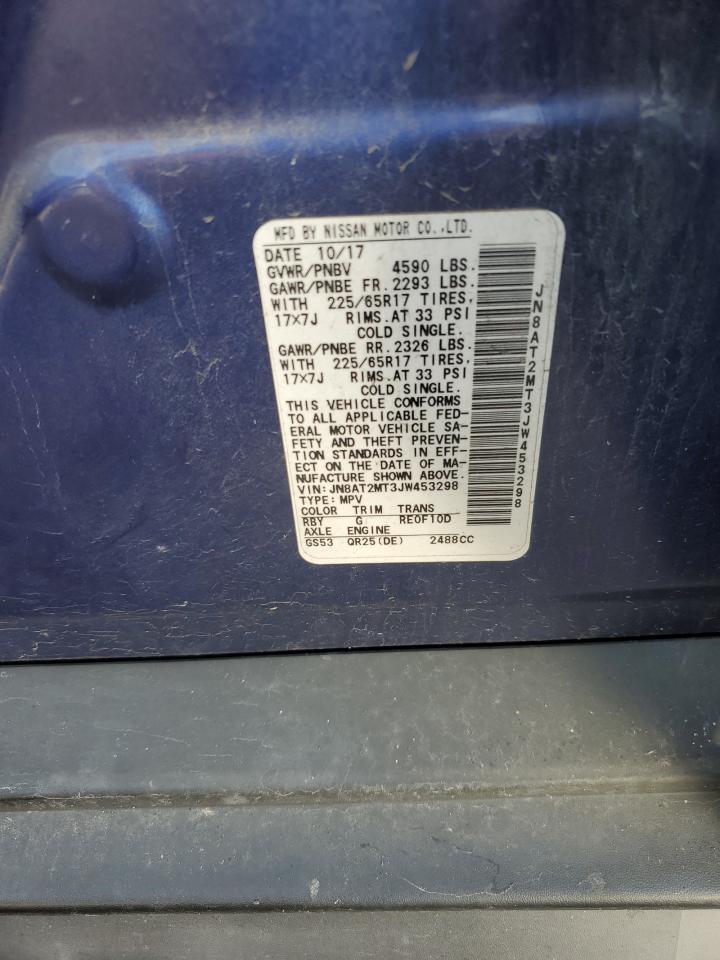 MFD BY NISSAN MOTOR CO.,LTD.
DATE 10/17
GVWR/PNBV 4590 LBS.
GAWR/PNBE FR. 2293 LBS.
WITH 225/65R17 TIRES,
17X7J RIMS.AT 33 PSI
COLD SINGLE.
GAWR/PNBE RR. 2326 LBS.
WITH 225/65R17 TIRES,
17X7J RIMS.AT 33 PSI
COLD SINGLE.
THIS VEHICLE CONFORMS
TO ALL APPLICABLE FED-
ERAL MOTOR VEHICLE SA-
FETY AND THEFT PREVEN-
TION STANDARDS IN EFF-
ECT ON THE DATE OF MA-
NUFACTURE SHOWN ABOVE.
VIN: JN8AT2MT3JW453298
TYPE: MPV
COLOR TRIM TRANS
RBY G RE0F10D
AXLE ENGINE
GS53 QR25(DE) 2488CC
JN8AT2MT3JW453298